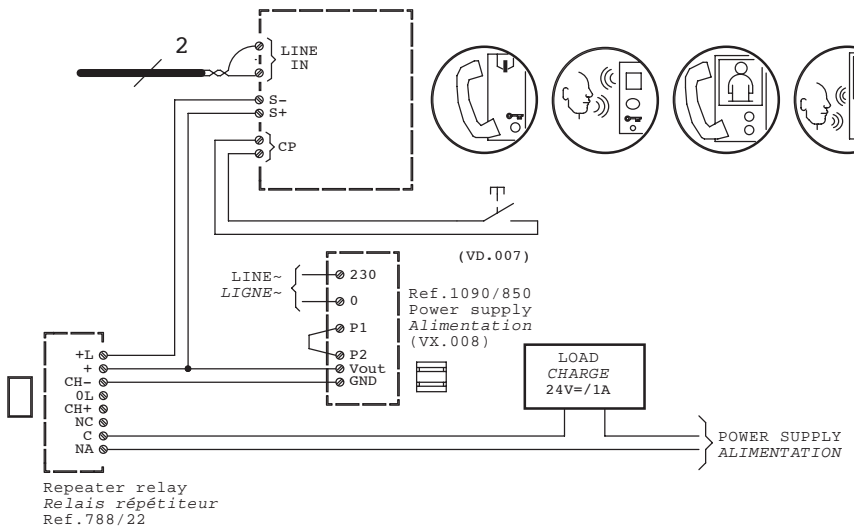 2
LINE
IN
S-
S+
CP
(VD.007)
LINE~
LIGNE~
230
0
P1
P2
Vout
GND
Ref.1090/850
Power supply
Alimentation
(VX.008)
LOAD
CHARGE
24V=/1A
+L
+
CH-
0L
CH+
NC
C
NA
POWER SUPPLY
ALIMENTATION
Repeater relay
Relais répétiteur
Ref.788/22